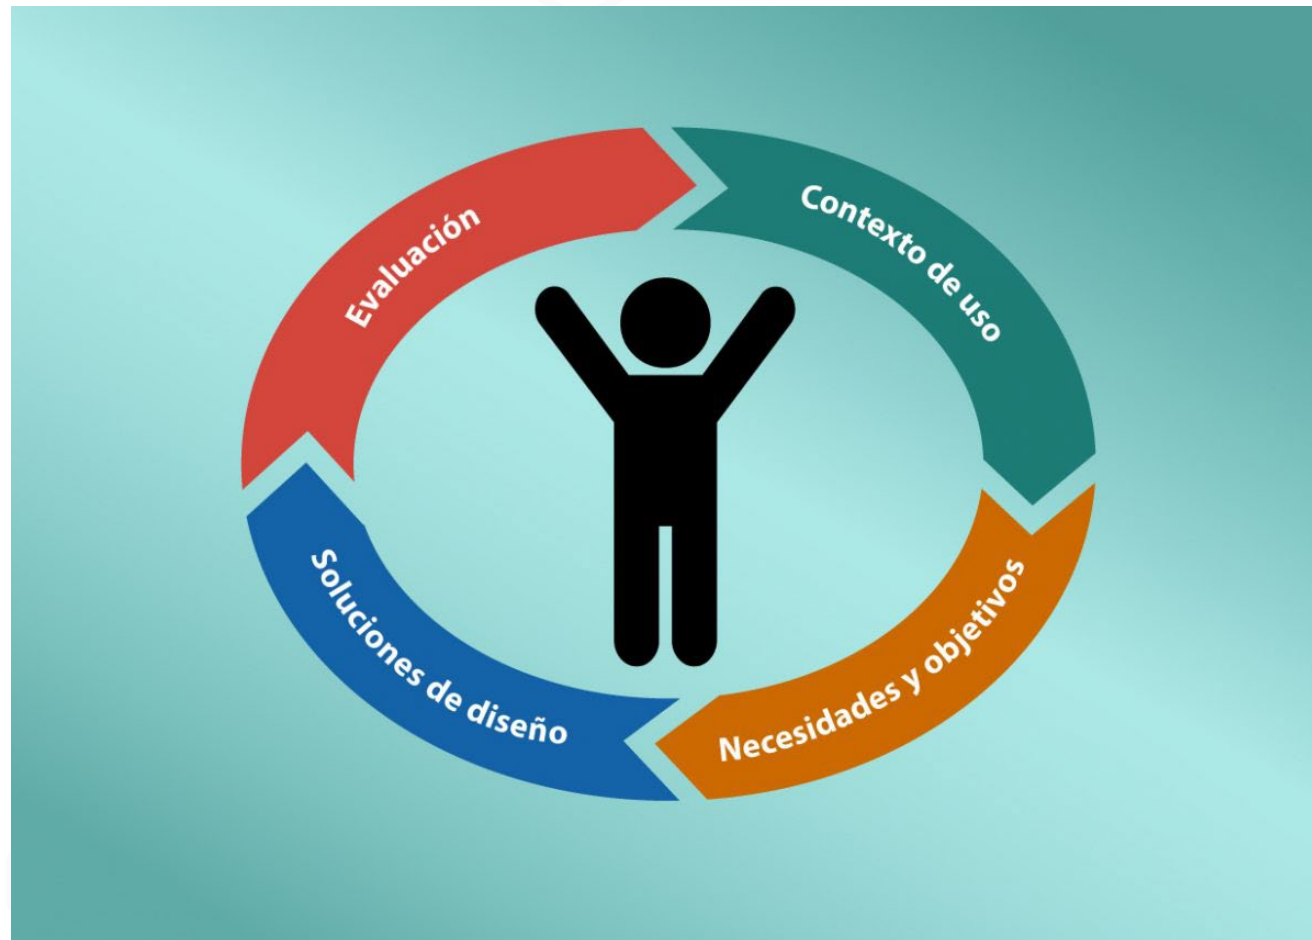 Evaluación
Contexto de uso
Necesidades y objetivos
Soluciones de diseño